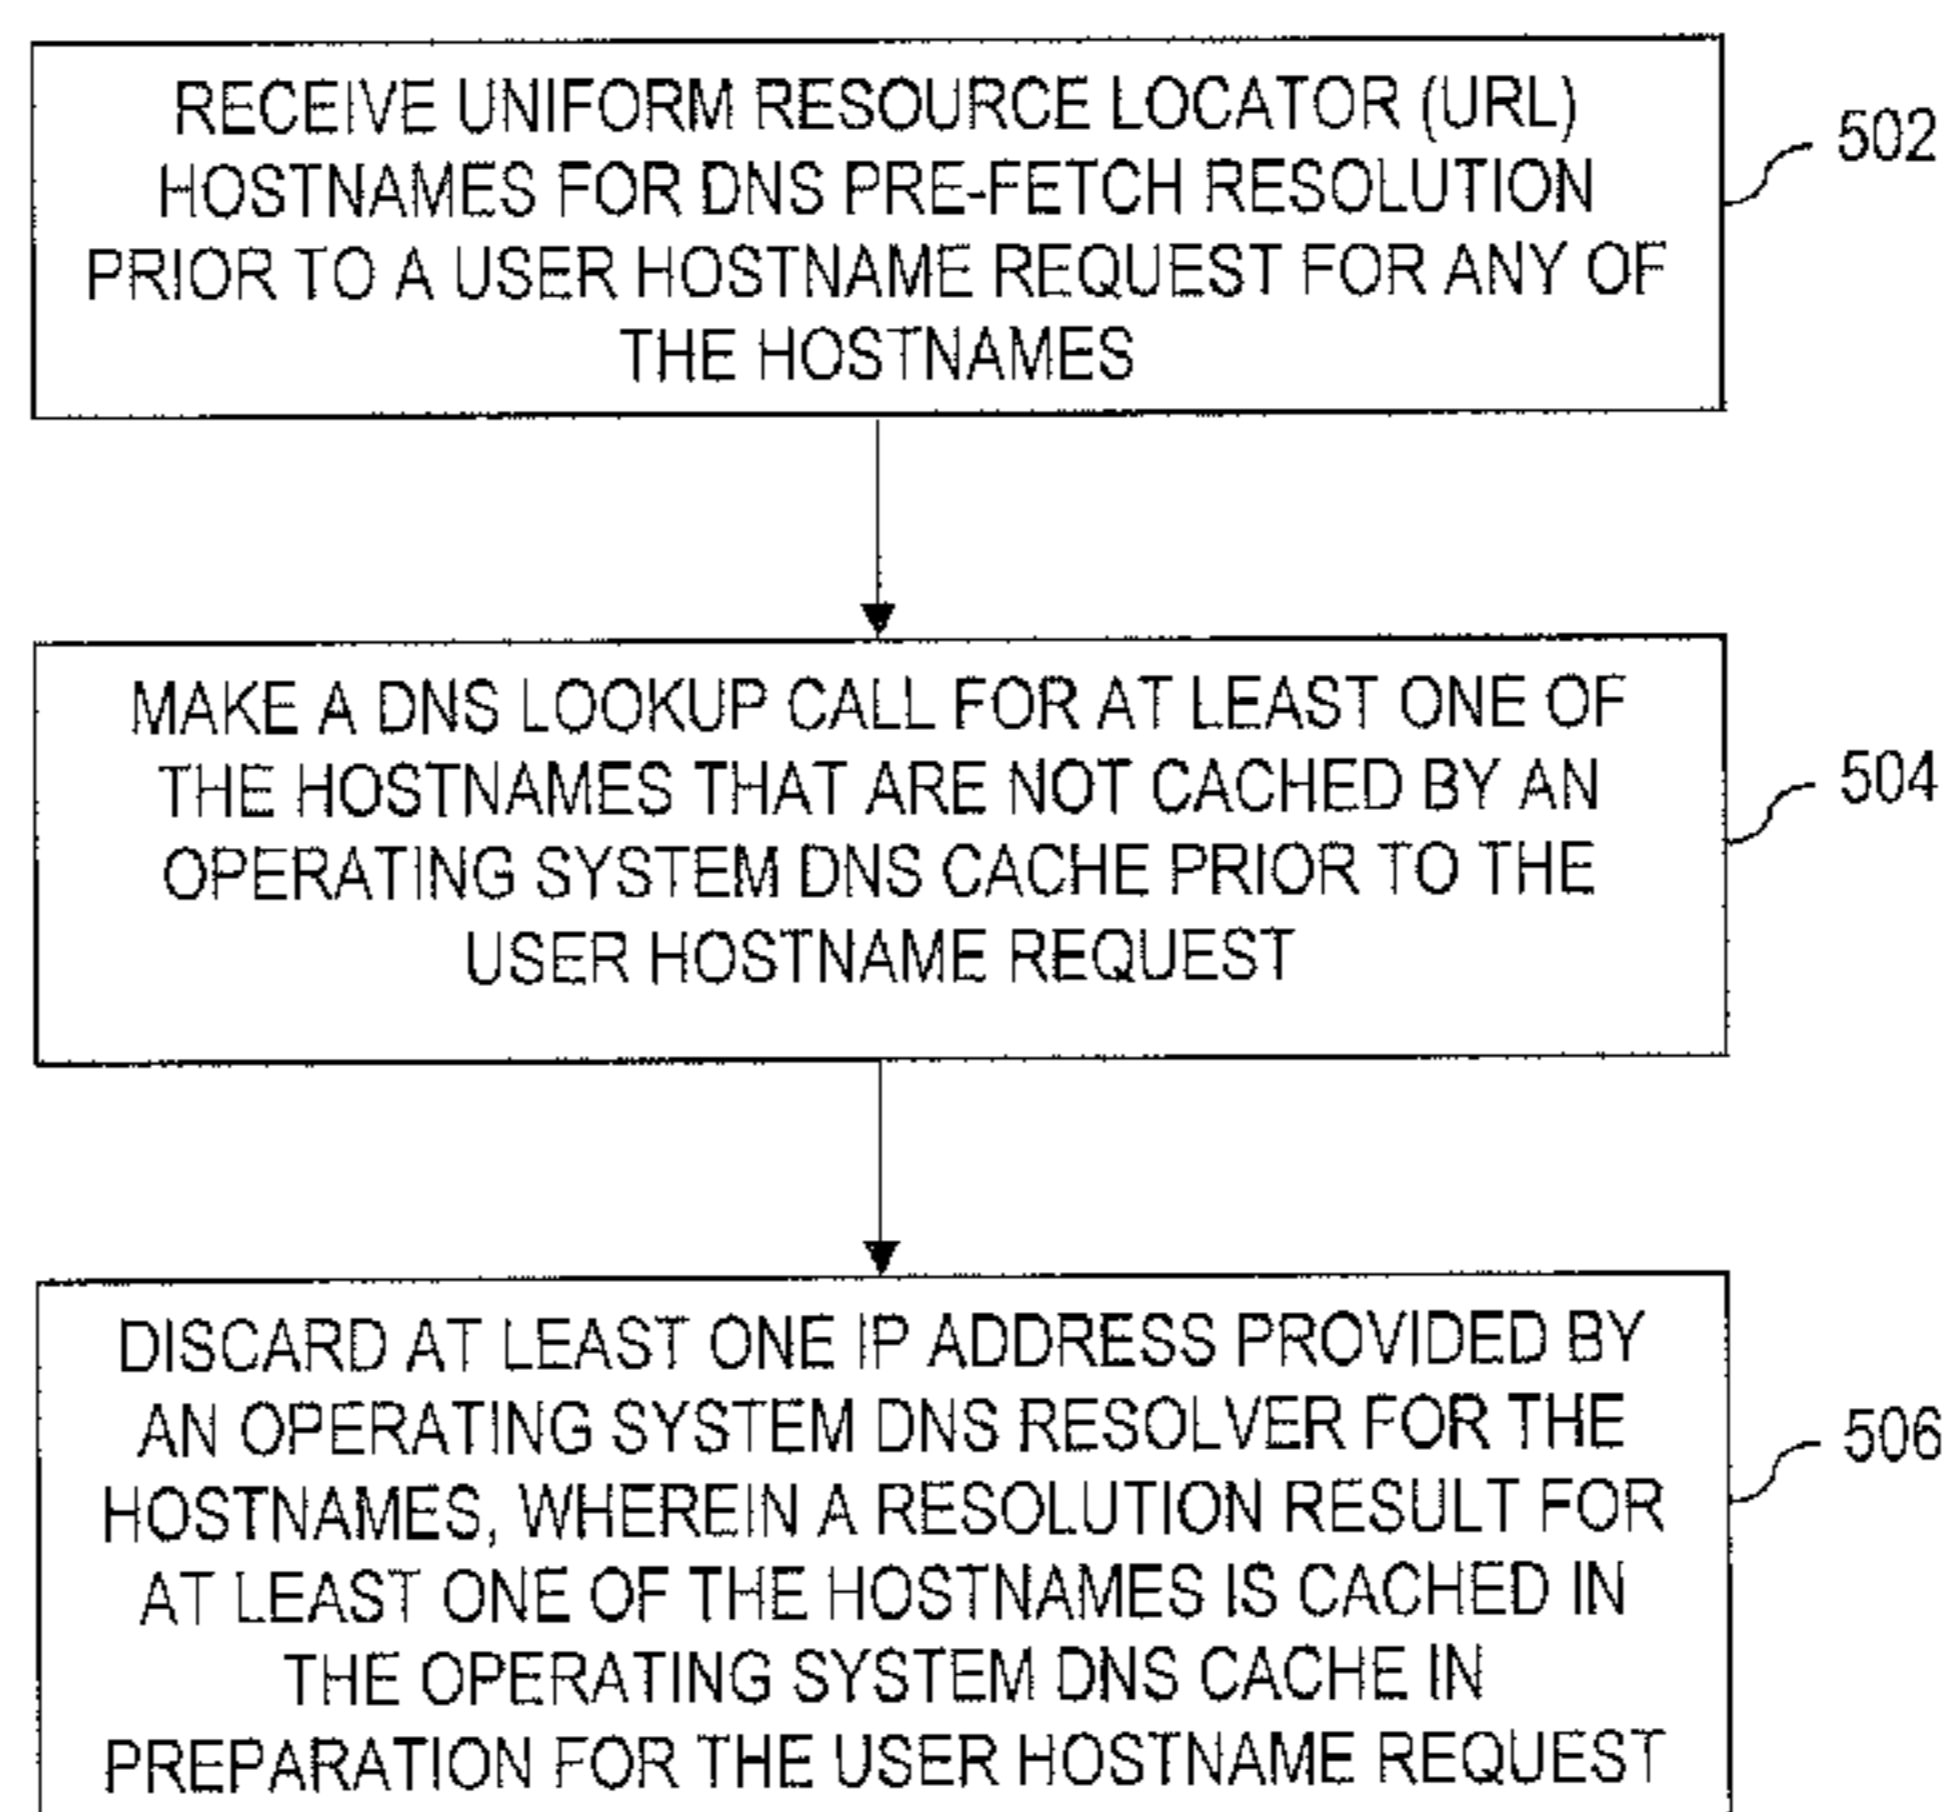 RECEIVE UNIFORM RESOURCE LOCATOR (URL)
HOSTNAMES FOR DNS PRE-FETCH RESOLUTION
PRIOR TO A USER HOSTNAME REQUEST FOR ANY OF
THE HOSTNAMES
502
MAKE A DNS LOOKUP CALL FOR AT LEAST ONE OF
THE HOSTNAMES THAT ARE NOT CACHED BY AN
OPERATING SYSTEM DNS CACHE PRIOR TO THE
USER HOSTNAME REQUEST
504
DISCARD AT LEAST ONE IP ADDRESS PROVIDED BY
AN OPERATING SYSTEM DNS RESOLVER FOR THE
HOSTNAMES, WHEREIN A RESOLUTION RESULT FOR
AT LEAST ONE OF THE HOSTNAMES IS CACHED IN
THE OPERATING SYSTEM DNS CACHE IN
PREPARATION FOR THE USER HOSTNAME REQUEST
506